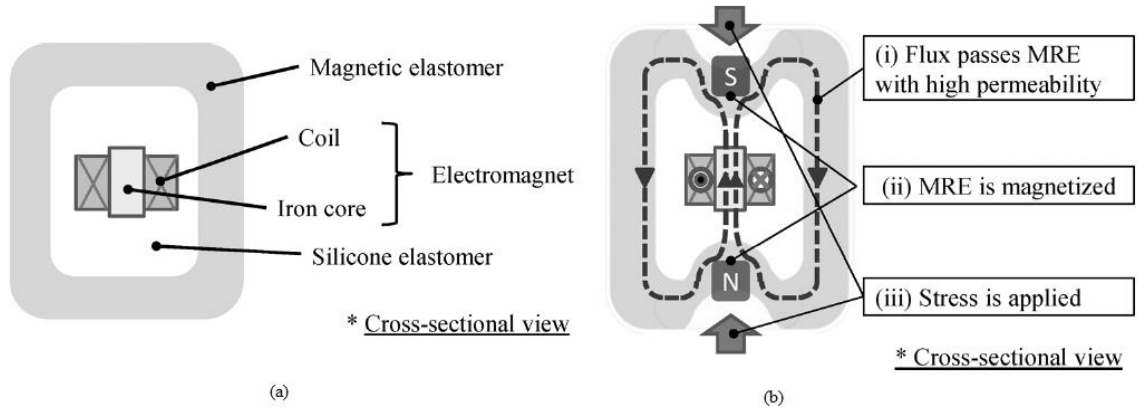 Magnetic elastomer
Coil
Electromagnet
Iron core
Silicone elastomer
* Cross-sectional view
(a)
S
N
(i) Flux passes MRE
with high permeability
(ii) MRE is magnetized
(iii) Stress is applied
* Cross-sectional view
(b)